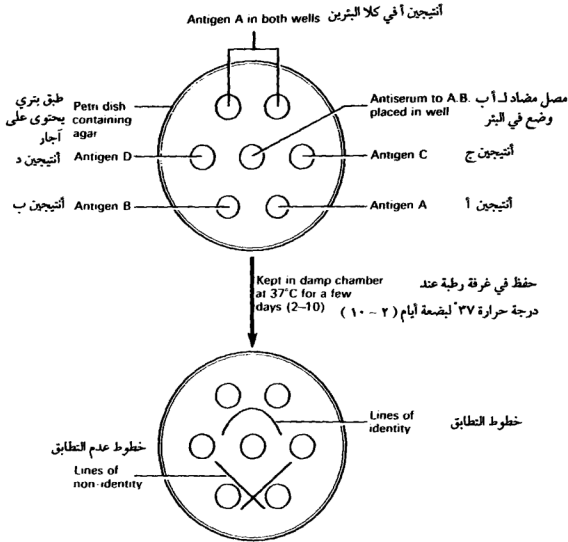 Antigen A in both wells أنتيجين أ في كلا البئرين
طبق بتري
يحتوى على
آجار
Petri dish
containing
agar
Antiserum to A.B.
placed in well
مصل مضاد لـ أ ب
وضع في البئر
أنتيجين د Antigen D
Antigen C أنتيجين ج
أنتيجين ب Antigen B
Antigen A أنتيجين أ
Kept in damp chamber
at 37°C for a few
days (2–10)
حفظ في غرفة رطبة عند
درجة حرارة ٣٧° لبضعة أيام ( ٢ - ١٠ )
Lines of
identity
خطوط التطابق
خطوط عدم التطابق
Lines of
non-identity